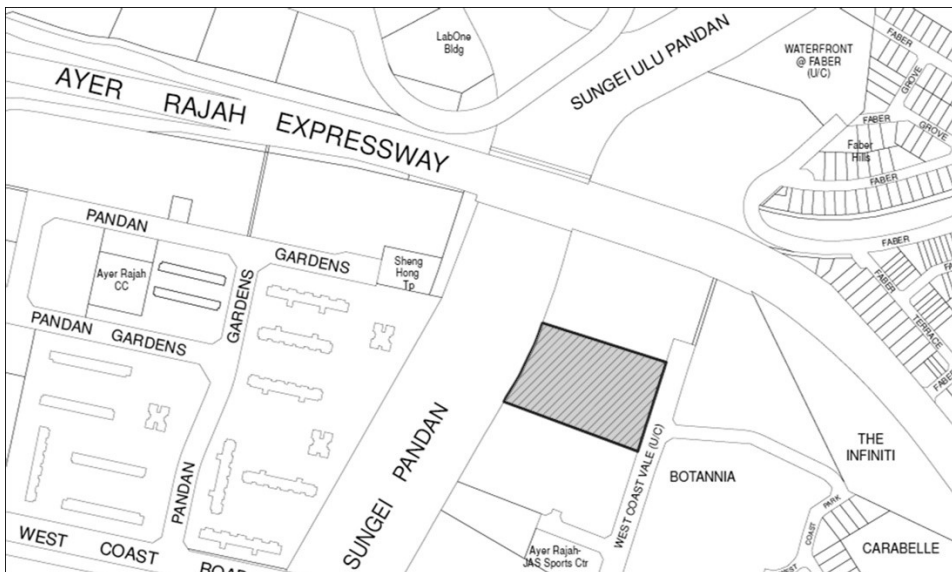 LabOne
Bldg
SUNGEI ULU PANDAN
WATERFRONT
@ FABER
(U/C)
FABER
GROVE
AYER RAJAH EXPRESSWAY
FABER
GROVE
Faber
Hills
FABER
PANDAN
GARDENS
FABER
Sheng
Hong
Tp
Ayer Rajah
CC
GARDENS
FABER
TERRACE
PANDAN GARDENS
FABER
PANDAN
SUNGEI PANDAN
WEST COAST VALE (U/C)
BOTANNIA
THE
INFINITI
PARK
COAST
WEST COAST
Ayer Rajah-
JAS Sports Ctr
CARABELLE